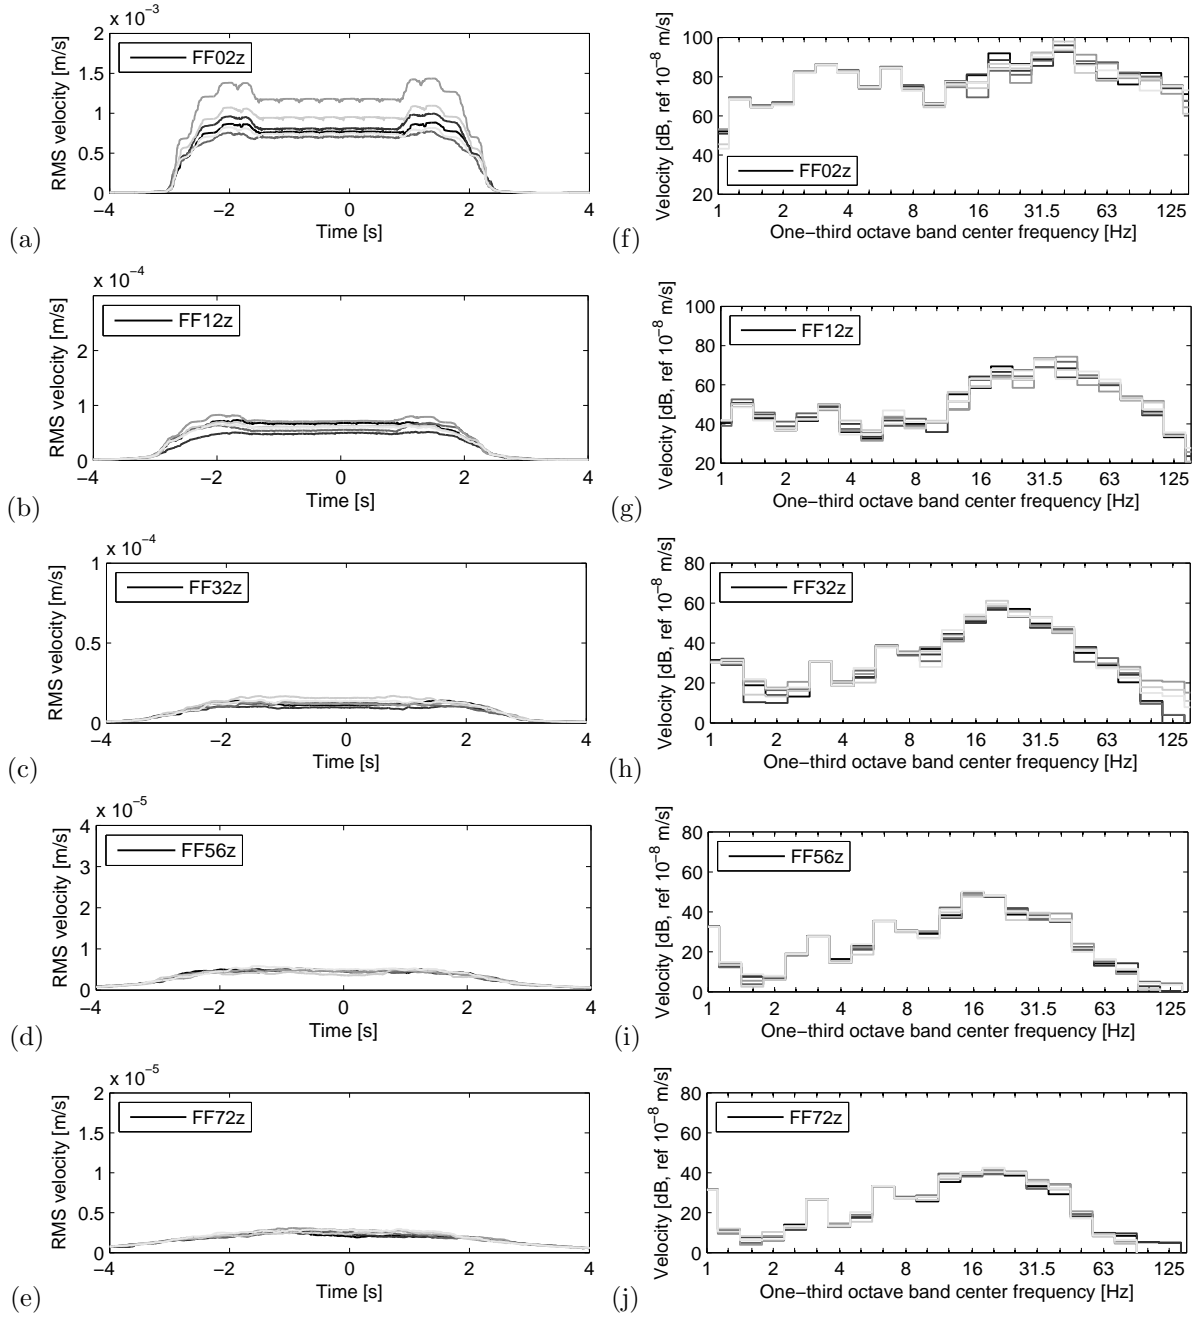 x 10⁻³
2
1.5
1
0.5
0
RMS velocity [m/s]
FF02z
−4 −2 0 2 4
Time [s]
(a)
100
80
60
40
20
Velocity [dB, ref 10⁻⁸ m/s]
FF02z
1 2 4 8 16 31.5 63 125
One−third octave band center frequency [Hz]
(f)
x 10⁻⁴
2
1
0
RMS velocity [m/s]
FF12z
−4 −2 0 2 4
Time [s]
(b)
100
80
60
40
20
Velocity [dB, ref 10⁻⁸ m/s]
FF12z
1 2 4 8 16 31.5 63 125
One−third octave band center frequency [Hz]
(g)
x 10⁻⁴
1
0.5
0
RMS velocity [m/s]
FF32z
−4 −2 0 2 4
Time [s]
(c)
80
60
40
20
0
Velocity [dB, ref 10⁻⁸ m/s]
FF32z
1 2 4 8 16 31.5 63 125
One−third octave band center frequency [Hz]
(h)
x 10⁻⁵
4
3
2
1
0
RMS velocity [m/s]
FF56z
−4 −2 0 2 4
Time [s]
(d)
80
60
40
20
0
Velocity [dB, ref 10⁻⁸ m/s]
FF56z
1 2 4 8 16 31.5 63 125
One−third octave band center frequency [Hz]
(i)
x 10⁻⁵
2
1.5
1
0.5
0
RMS velocity [m/s]
FF72z
−4 −2 0 2 4
Time [s]
(e)
80
60
40
20
0
Velocity [dB, ref 10⁻⁸ m/s]
FF72z
1 2 4 8 16 31.5 63 125
One−third octave band center frequency [Hz]
(j)